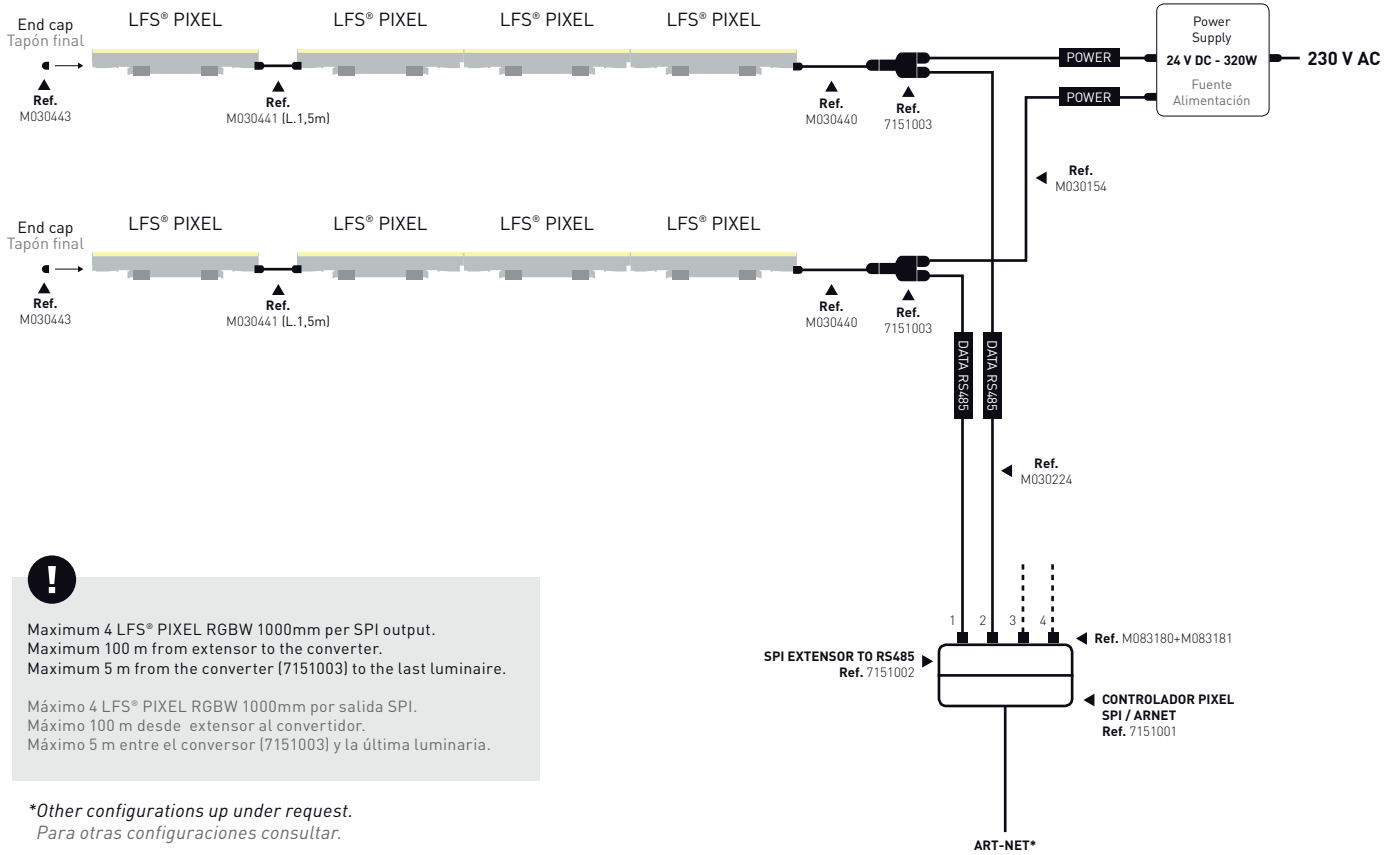 End cap
Tapón final
LFS® PIXEL
LFS® PIXEL
LFS® PIXEL
LFS® PIXEL
Ref.
M030443
Ref.
M030441 (L.1,5m)
Ref.
M030440
Ref.
7151003
POWER
POWER
Power
Supply
24 V DC - 320W
Fuente
Alimentación
230 V AC
Ref.
M030154
End cap
Tapón final
LFS® PIXEL
LFS® PIXEL
LFS® PIXEL
LFS® PIXEL
Ref.
M030443
Ref.
M030441 (L.1,5m)
Ref.
M030440
Ref.
7151003
DATA RS485
DATA RS485
Ref.
M030224
1 2 3 4
Ref. M083180+M083181
SPI EXTENSOR TO RS485
Ref. 7151002
CONTROLADOR PIXEL
SPI / ARNET
Ref. 7151001
ART-NET*
!
Maximum 4 LFS® PIXEL RGBW 1000mm per SPI output.
Maximum 100 m from extensor to the converter.
Maximum 5 m from the converter (7151003) to the last luminaire.
Máximo 4 LFS® PIXEL RGBW 1000mm por salida SPI.
Máximo 100 m desde extensor al convertidor.
Máximo 5 m entre el conversor (7151003) y la última luminaria.
*Other configurations up under request.
Para otras configuraciones consultar.